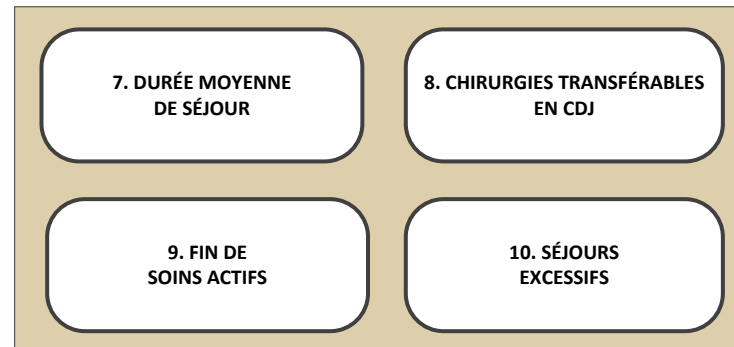 7. DURÉE MOYENNE
DE SÉJOUR
8. CHIRURGIES TRANSFÉRABLES
EN CDJ
9. FIN DE
SOINS ACTIFS
10. SÉJOURS
EXCESSIFS